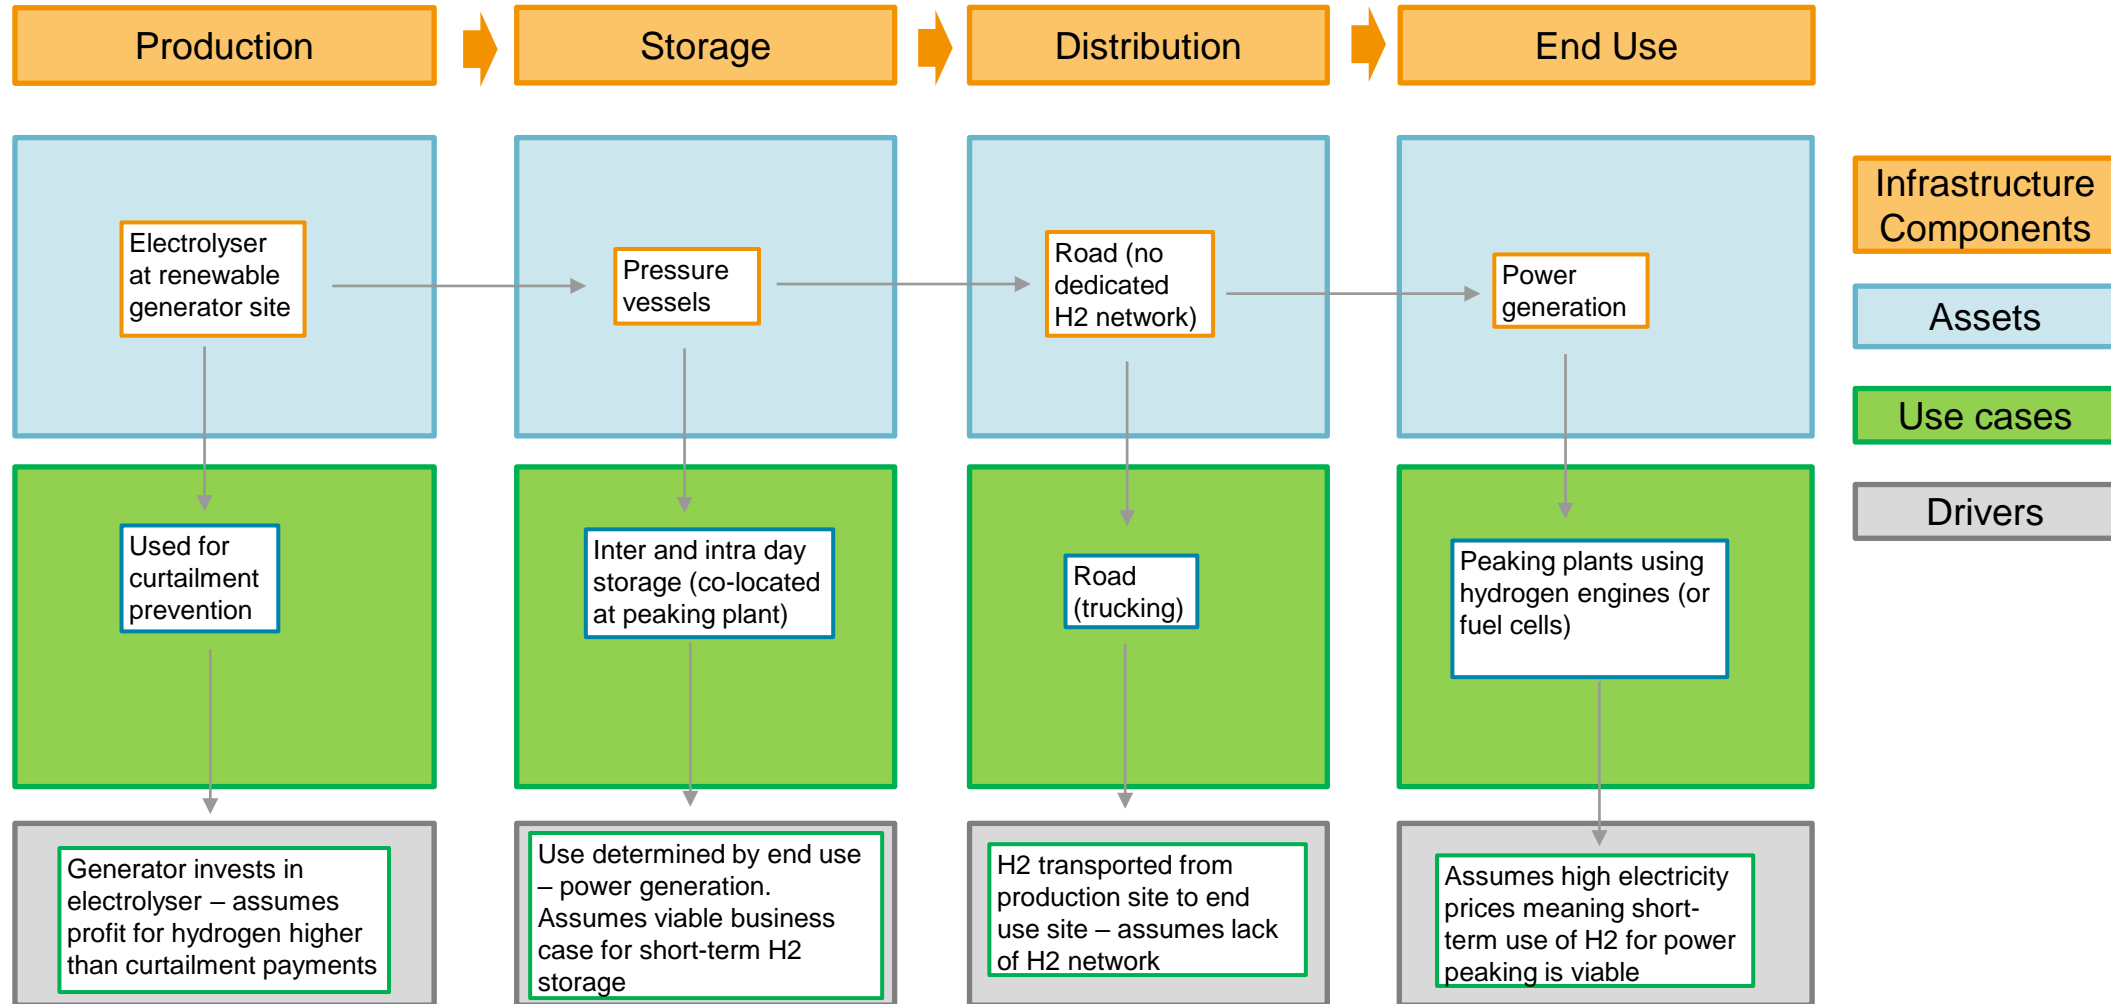 Production
Storage
Distribution
End Use
Electrolyser
at renewable
generator site
Pressure
vessels
Road (no
dedicated
H2 network)
Power
generation
Infrastructure
Components
Assets
Use cases
Drivers
Used for
curtailment
prevention
Inter and intra day
storage (co-located
at peaking plant)
Road
(trucking)
Peaking plants using
hydrogen engines (or
fuel cells)
Generator invests in
electrolyser – assumes
profit for hydrogen higher
than curtailment payments
Use determined by end use
– power generation.
Assumes viable business
case for short-term H2
storage
H2 transported from
production site to end
use site – assumes lack
of H2 network
Assumes high electricity
prices meaning short-
term use of H2 for power
peaking is viable